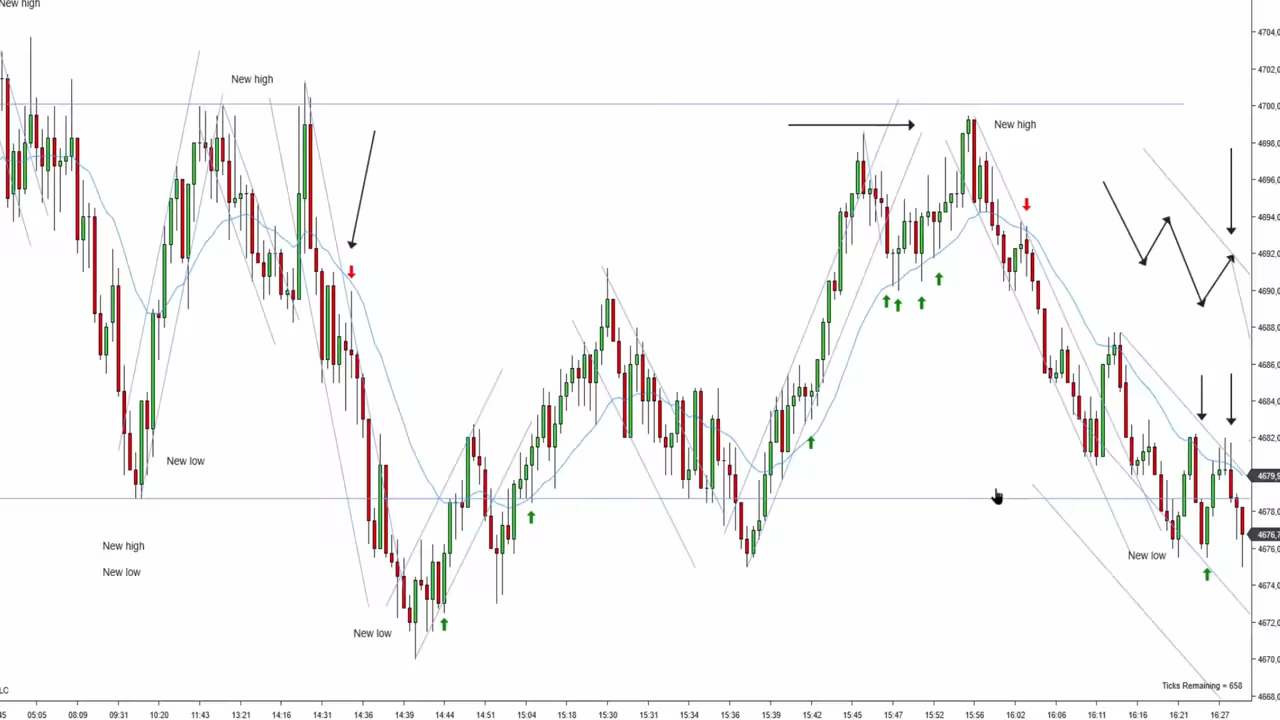 New high
4704,0
4702,0
New high
4700,0
New high
4698,0
4696,0
4694,0
4692,0
4690,0
4688,0
4686,0
4684,0
4682,0
New low
4679,5
4678,0
New high
4676,7
4676,0
New low
New low
4674,0
4672,0
New low
4670,0
Ticks Remaining = 658
LC
4668,0
:45 05:05 08:09 09:31 10:20 11:43 13:21 14:16 14:31 14:36 14:39 14:44 14:51 15:04 15:18 15:30 15:31 15:34 15:36 15:39 15:42 15:45 15:47 15:52 15:56 16:02 16:06 16:11 16:16 16:21 16:27